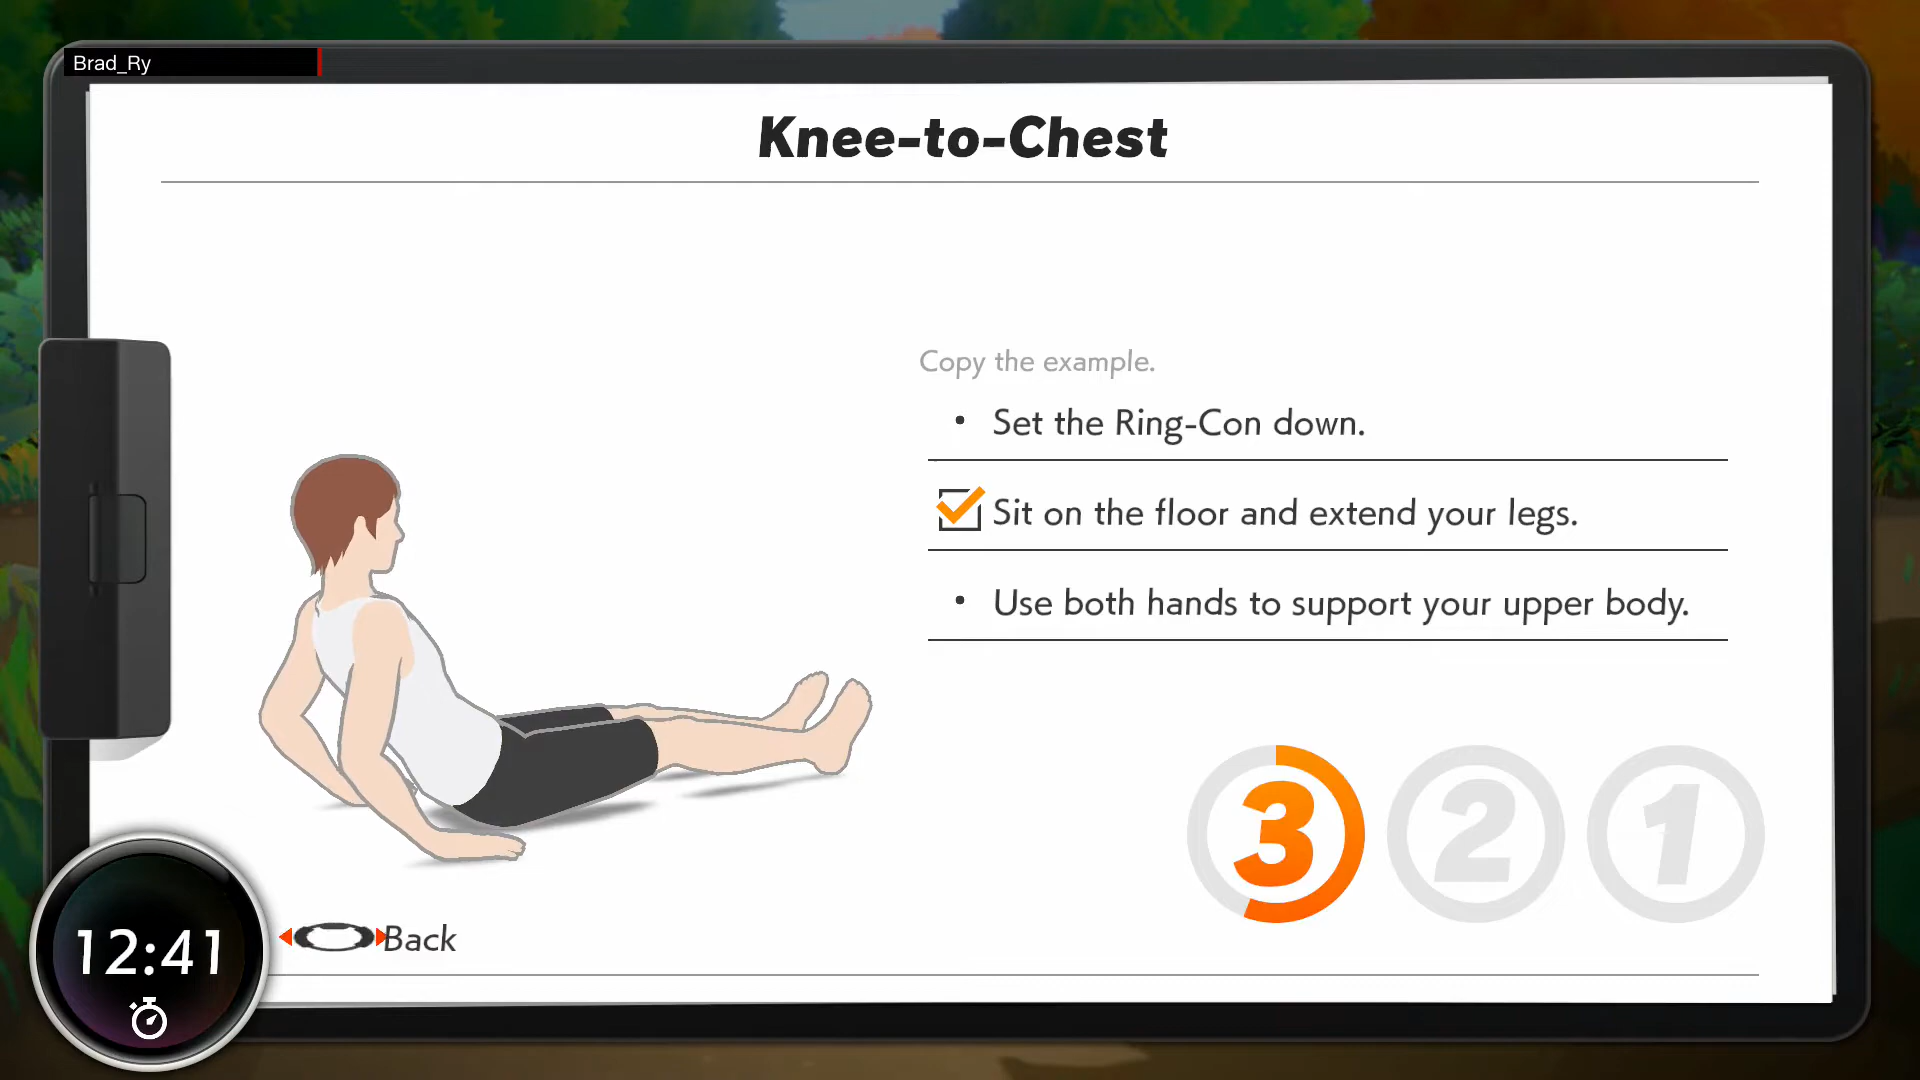 Brad_Ry
Knee-to-Chest
Copy the example.
• Set the Ring-Con down.
Sit on the floor and extend your legs.
• Use both hands to support your upper body.
3 2 1
Back
12:41